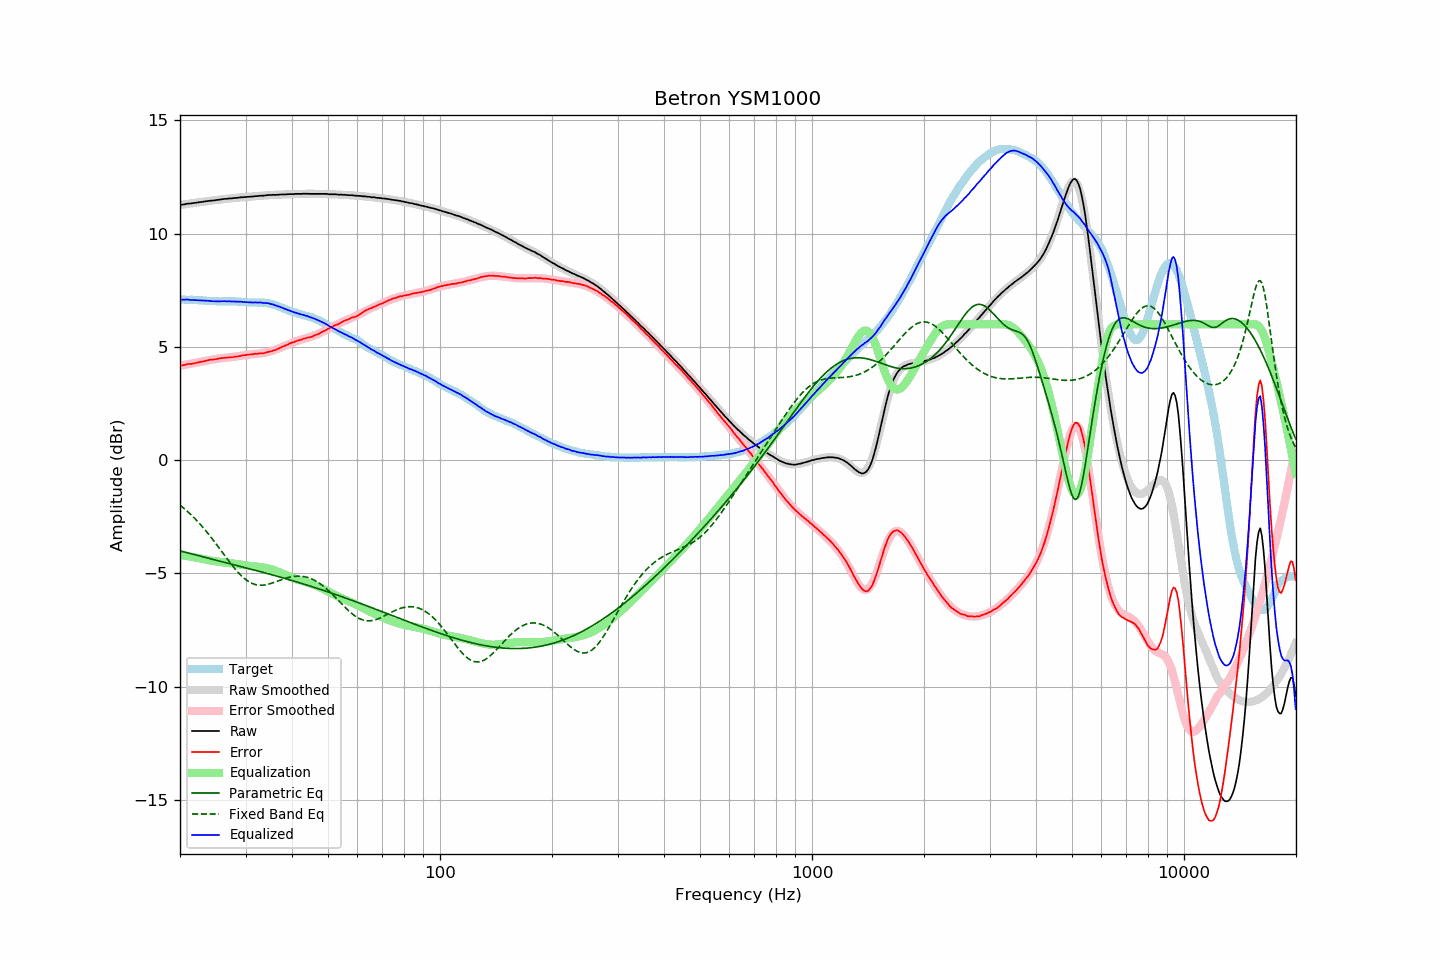 Betron YSM1000
15
10
5
0
−5
−10
−15
Amplitude (dBr)
Target
Raw Smoothed
Error Smoothed
Raw
Error
Equalization
Parametric Eq
Fixed Band Eq
Equalized
100
1000
10000
Frequency (Hz)